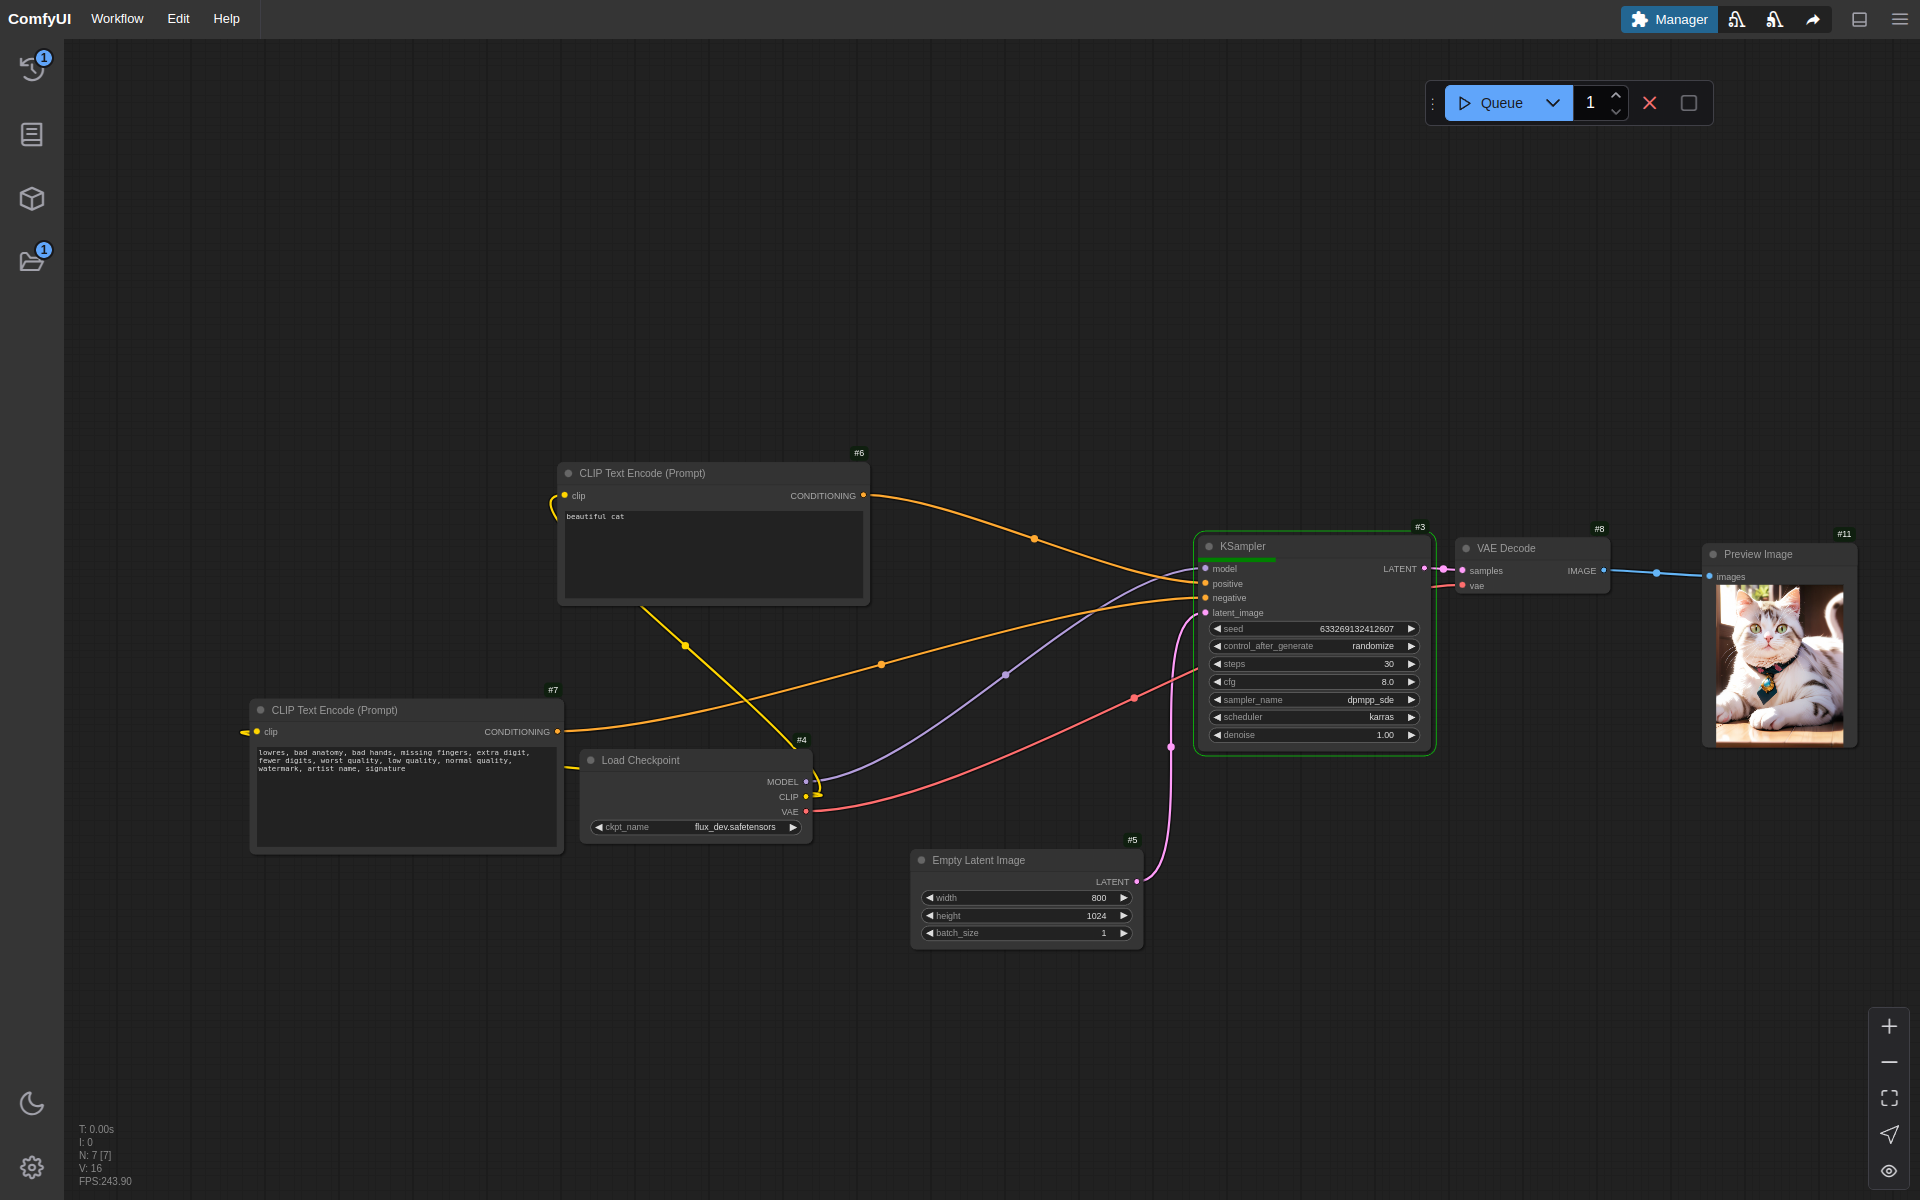 ComfyUI Workflow Edit Help
Manager
1
1
Queue 1
#6
CLIP Text Encode (Prompt)
clip CONDITIONING
beautiful cat
#3
KSampler
model LATENT
positive
negative
latent_image
seed 633269132412607
control_after_generate randomize
steps 30
cfg 8.0
sampler_name dpmpp_sde
scheduler karras
denoise 1.00
#8
VAE Decode
samples IMAGE
vae
#11
Preview Image
images
#7
CLIP Text Encode (Prompt)
clip CONDITIONING
lowres, bad anatomy, bad hands, missing fingers, extra digit,
fewer digits, worst quality, low quality, normal quality,
watermark, artist name, signature
#4
Load Checkpoint
MODEL
CLIP
VAE
ckpt_name flux_dev.safetensors
#5
Empty Latent Image
LATENT
width 800
height 1024
batch_size 1
T: 0.00s
I: 0
N: 7 [7]
V: 16
FPS:243.90